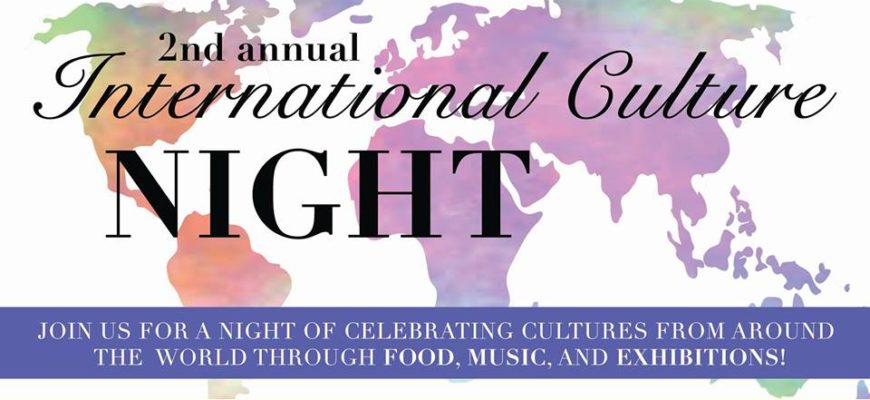 2nd annual
International Culture
NIGHT
JOIN US FOR A NIGHT OF CELEBRATING CULTURES FROM AROUND
THE WORLD THROUGH FOOD, MUSIC, AND EXHIBITIONS!